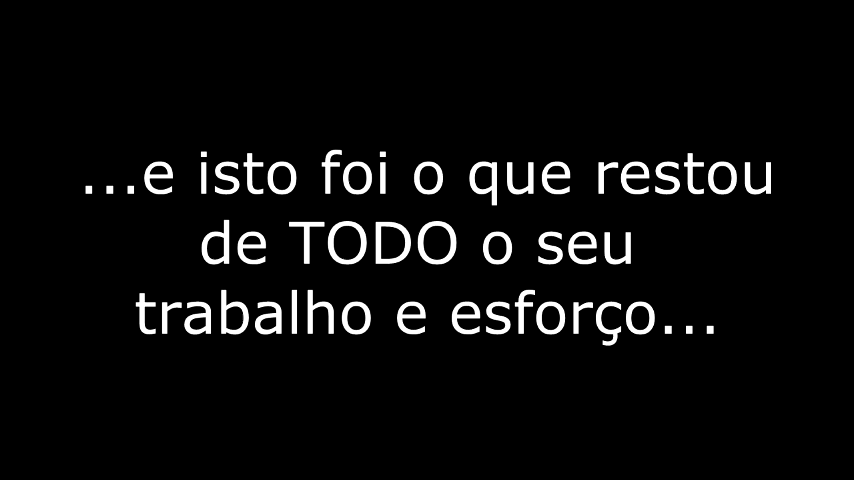 ...e isto foi o que restou
de TODO o seu
trabalho e esforço...